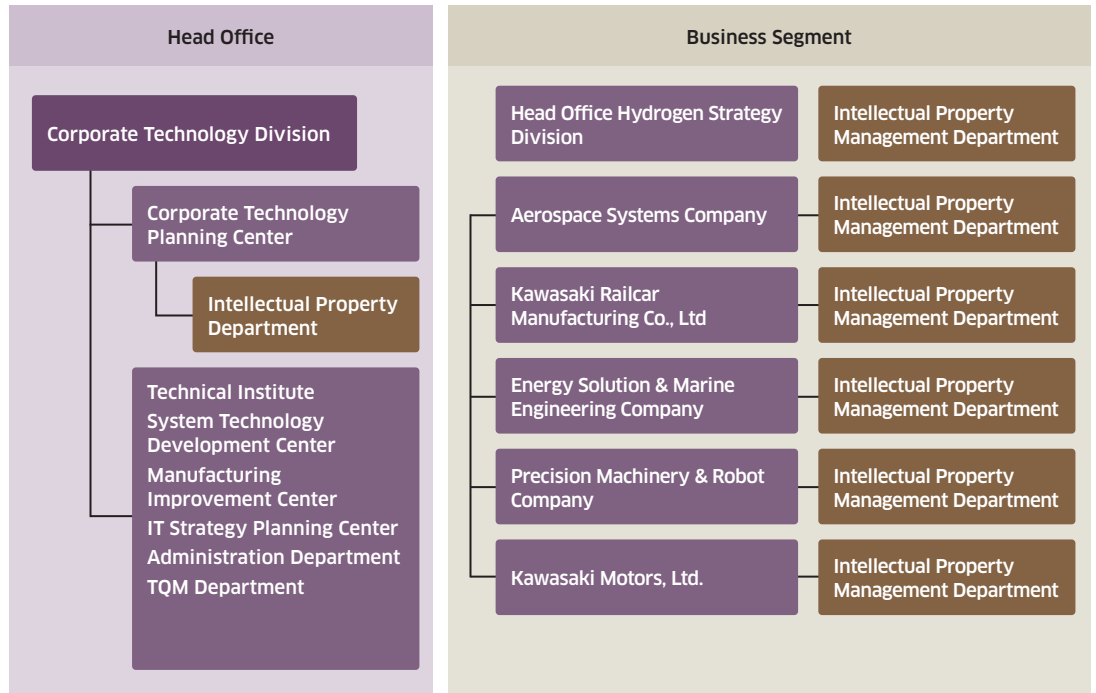 Head Office
Corporate Technology Division
Corporate Technology
Planning Center
Intellectual Property
Department
Technical Institute
System Technology
Development Center
Manufacturing
Improvement Center
IT Strategy Planning Center
Administration Department
TQM Department
Business Segment
Head Office Hydrogen Strategy
Division
Intellectual Property
Management Department
Aerospace Systems Company
Intellectual Property
Management Department
Kawasaki Railcar
Manufacturing Co., Ltd
Intellectual Property
Management Department
Energy Solution & Marine
Engineering Company
Intellectual Property
Management Department
Precision Machinery & Robot
Company
Intellectual Property
Management Department
Kawasaki Motors, Ltd.
Intellectual Property
Management Department